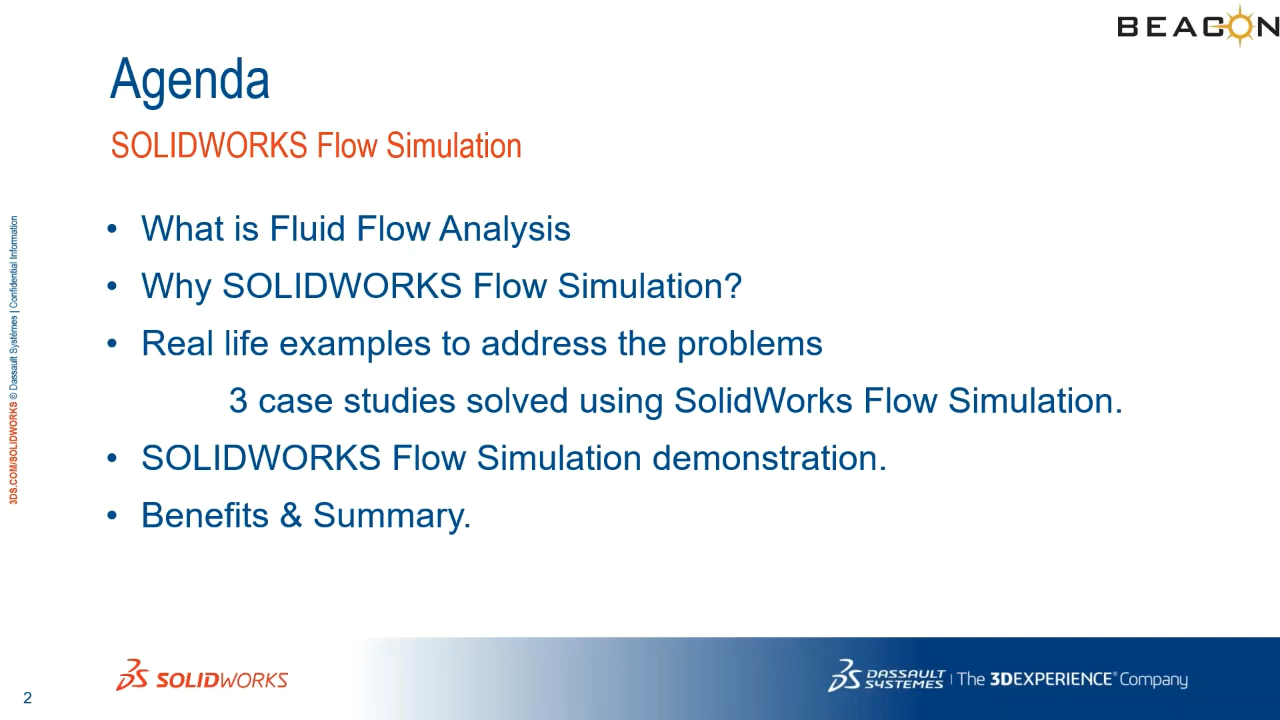 BEACON
Agenda
SOLIDWORKS Flow Simulation
• What is Fluid Flow Analysis
• Why SOLIDWORKS Flow Simulation?
• Real life examples to address the problems
3 case studies solved using SolidWorks Flow Simulation.
• SOLIDWORKS Flow Simulation demonstration.
• Benefits & Summary.
3DS.COM/SOLIDWORKS © Dassault Systèmes | Confidential Information
2
3S SOLIDWORKS
3S DASSAULT SYSTEMES | The 3DEXPERIENCE® Company